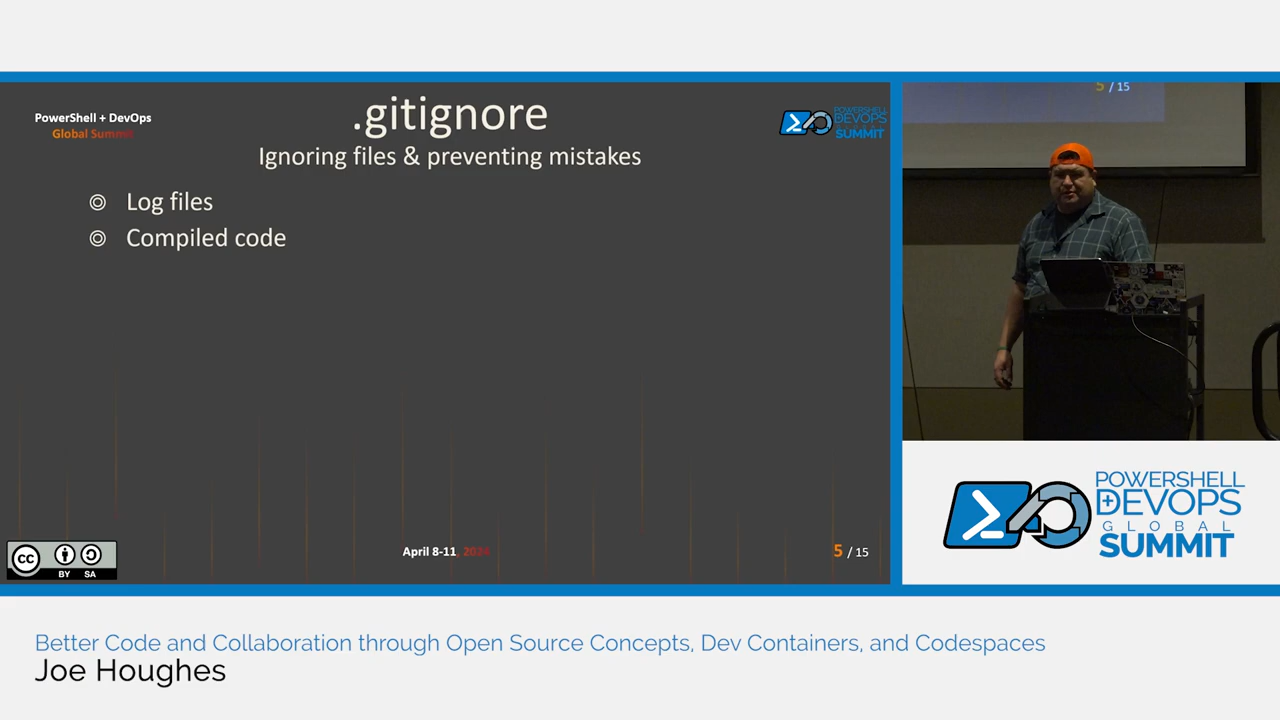 PowerShell + DevOps
Global Summit
.gitignore
Ignoring files & preventing mistakes
POWERSHELL
DEVOPS
GLOBAL
SUMMIT
Log files
Compiled code
cc
BY SA
April 8-11, 2024
5 / 15
5 / 15
POWERSHELL
+DEVOPS
GLOBAL
SUMMIT
Better Code and Collaboration through Open Source Concepts, Dev Containers, and Codespaces
Joe Houghes